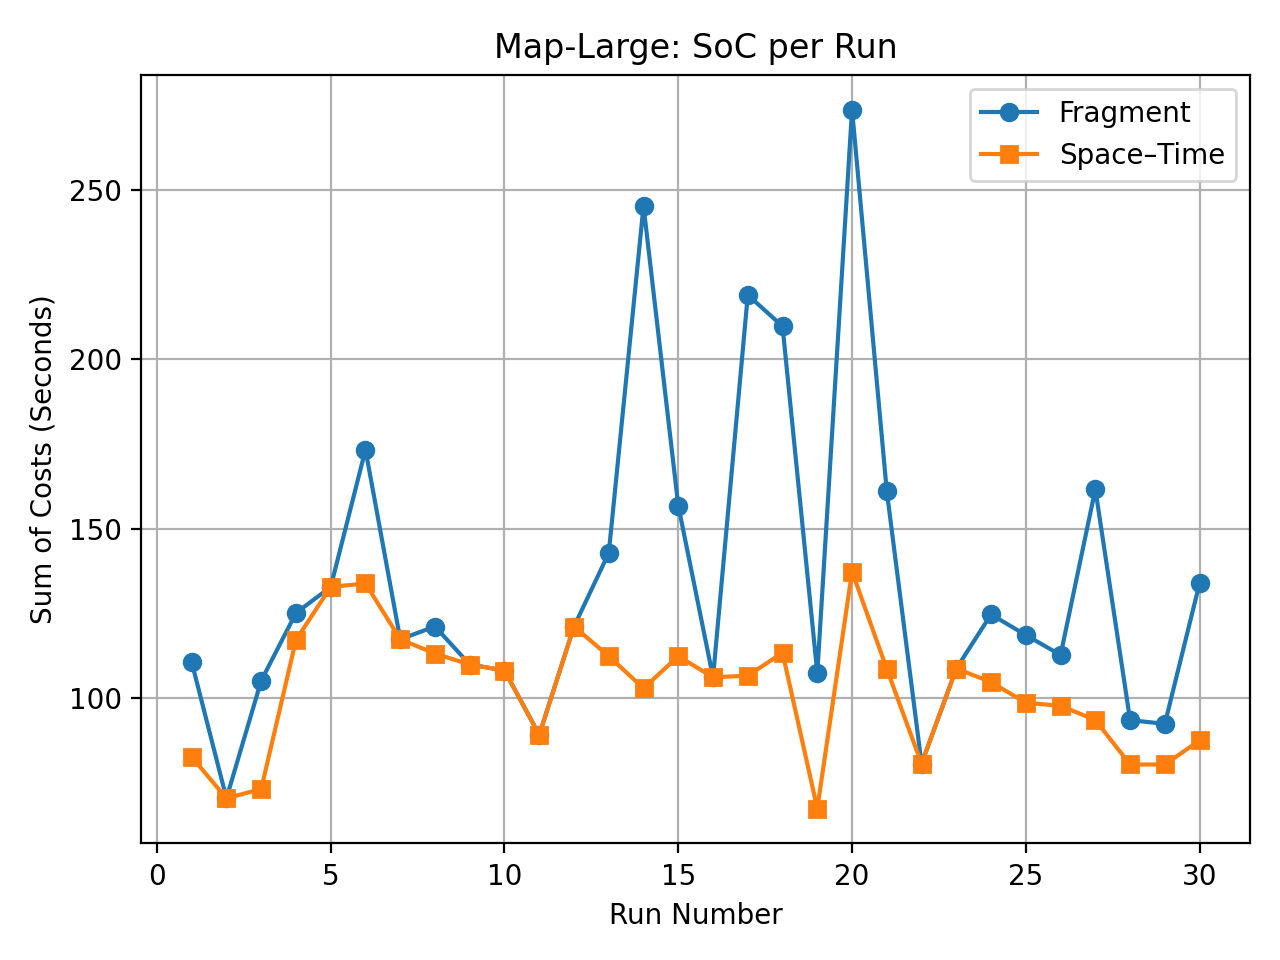 Map-Large: SoC per Run
Fragment
Space–Time
Sum of Costs (Seconds)
250
200
150
100
0 5 10 15 20 25 30
Run Number